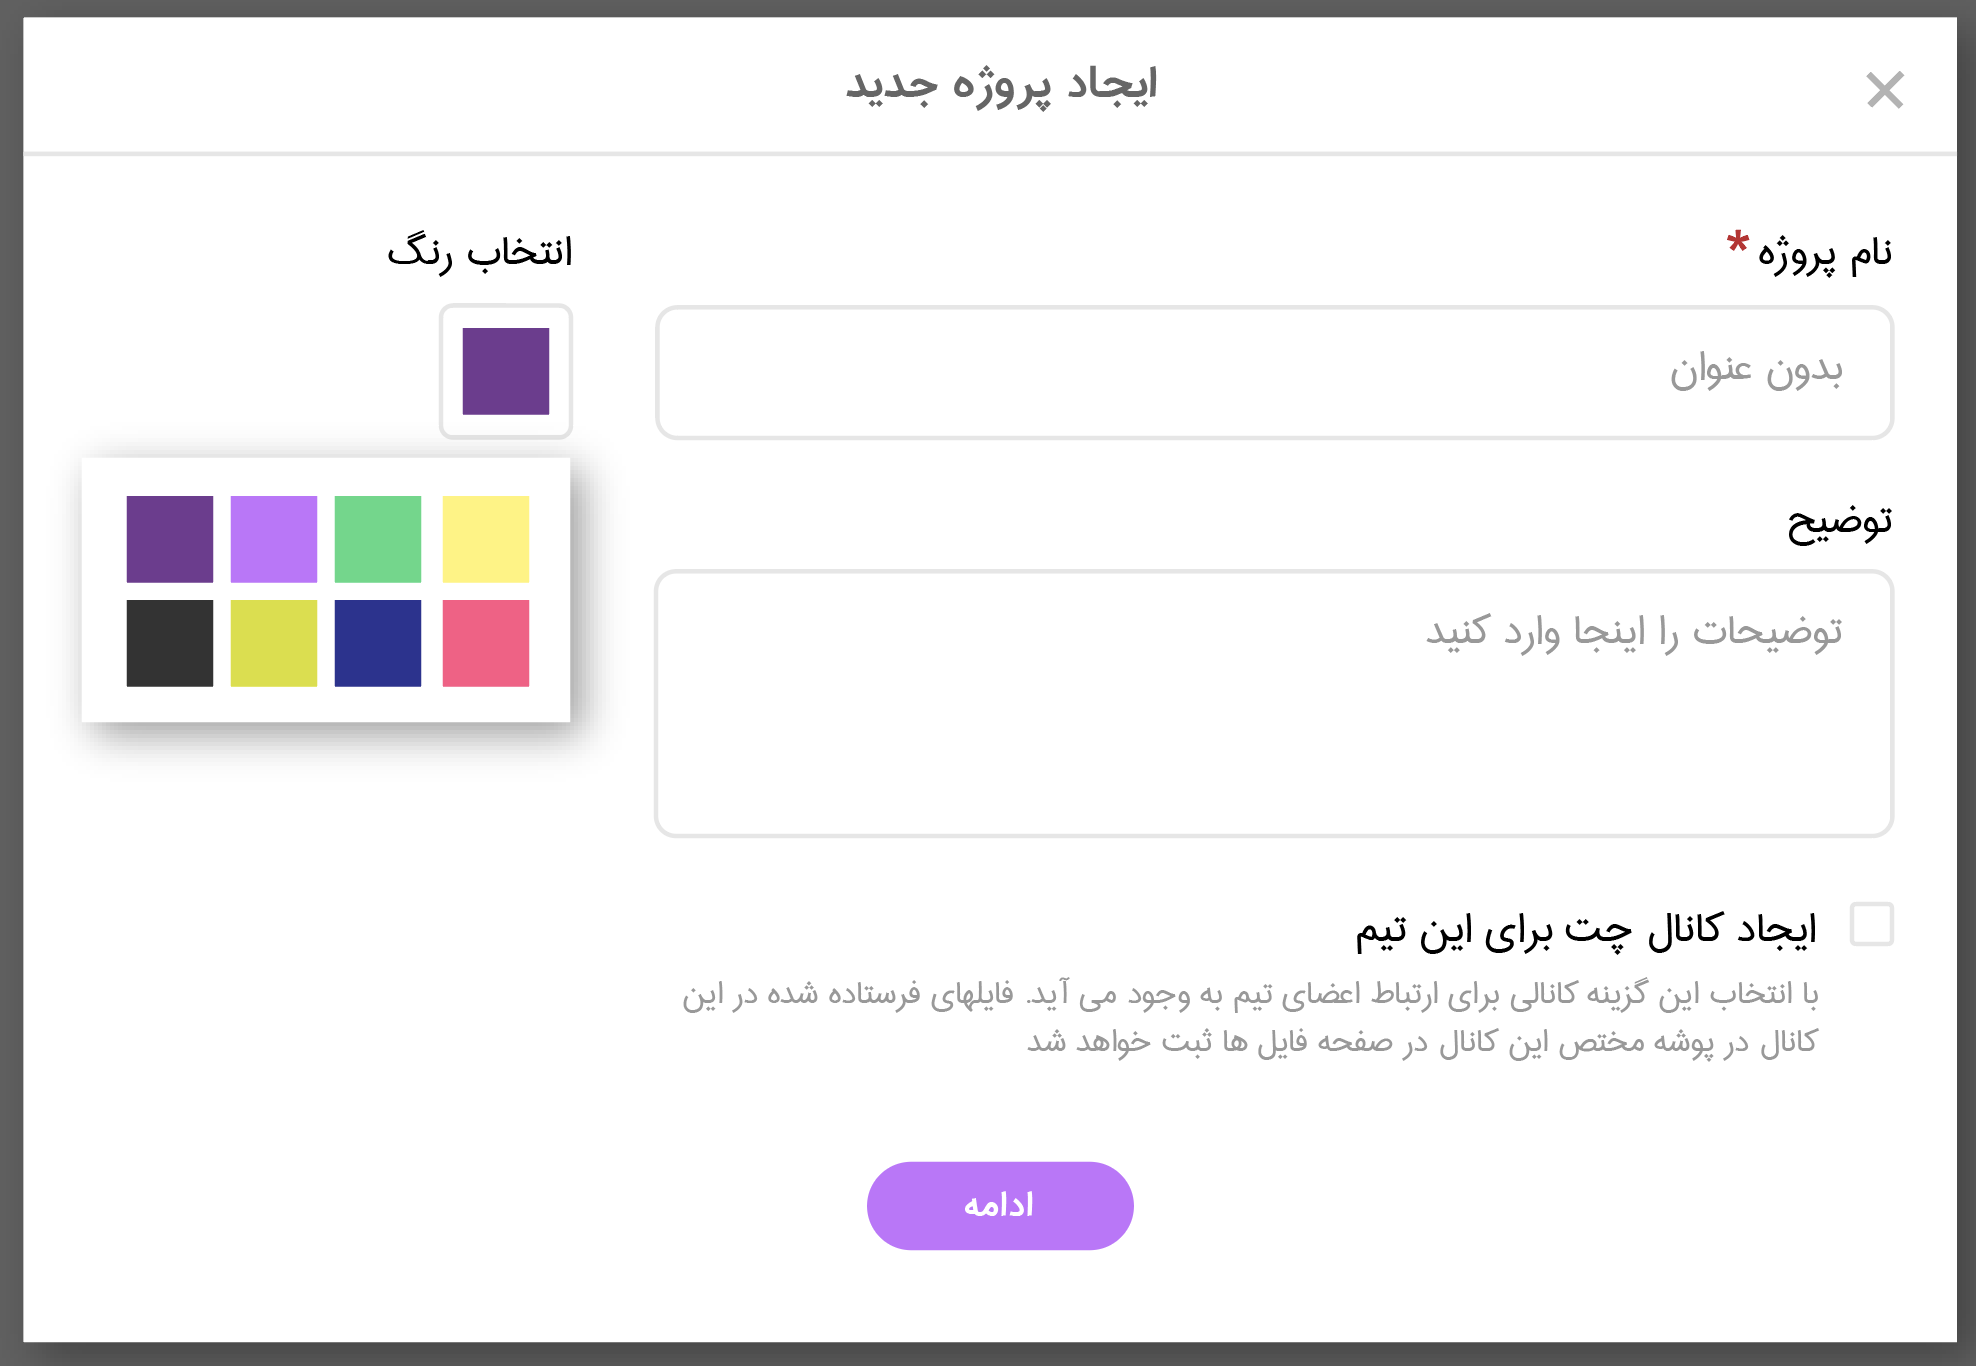 ایجاد پروژه جدید
نام پروژه *
انتخاب رنگ
بدون عنوان
توضیح
توضیحات را اینجا وارد کنید
ایجاد کانال چت برای این تیم
با انتخاب این گزینه کانالی برای ارتباط اعضای تیم به وجود می آید. فایلهای فرستاده شده در این
کانال در پوشه مختص این کانال در صفحه فایل ها ثبت خواهد شد
ادامه